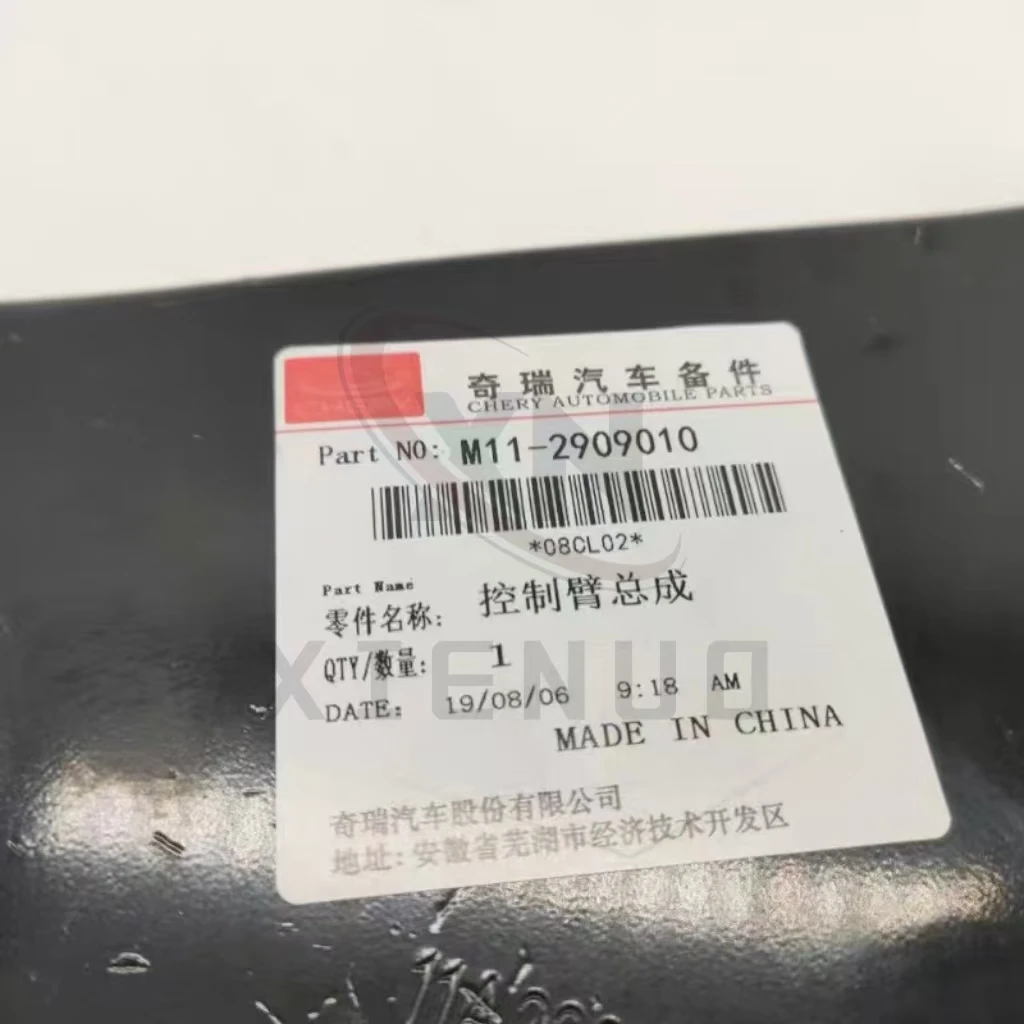 奇瑞汽车备件
CHERY AUTOMOBILE PARTS
Part NO: M11-2909010
*08CL02*
Part Name
零件名称: 控制臂总成
QTY/数量: 1
DATE: 19/08/06 9:18 AM
MADE IN CHINA
奇瑞汽车股份有限公司
地址: 安徽省芜湖市经济技术开发区
XN
XTENUO